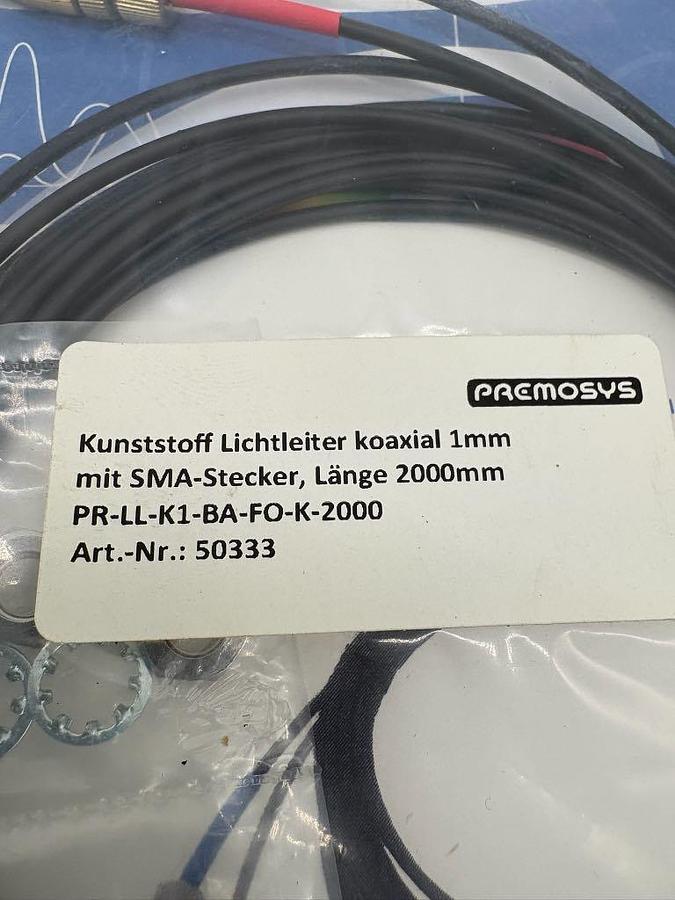 PREMOSYS
Kunststoff Lichtleiter koaxial 1mm
mit SMA-Stecker, Länge 2000mm
PR-LL-K1-BA-FO-K-2000
Art.-Nr.: 50333